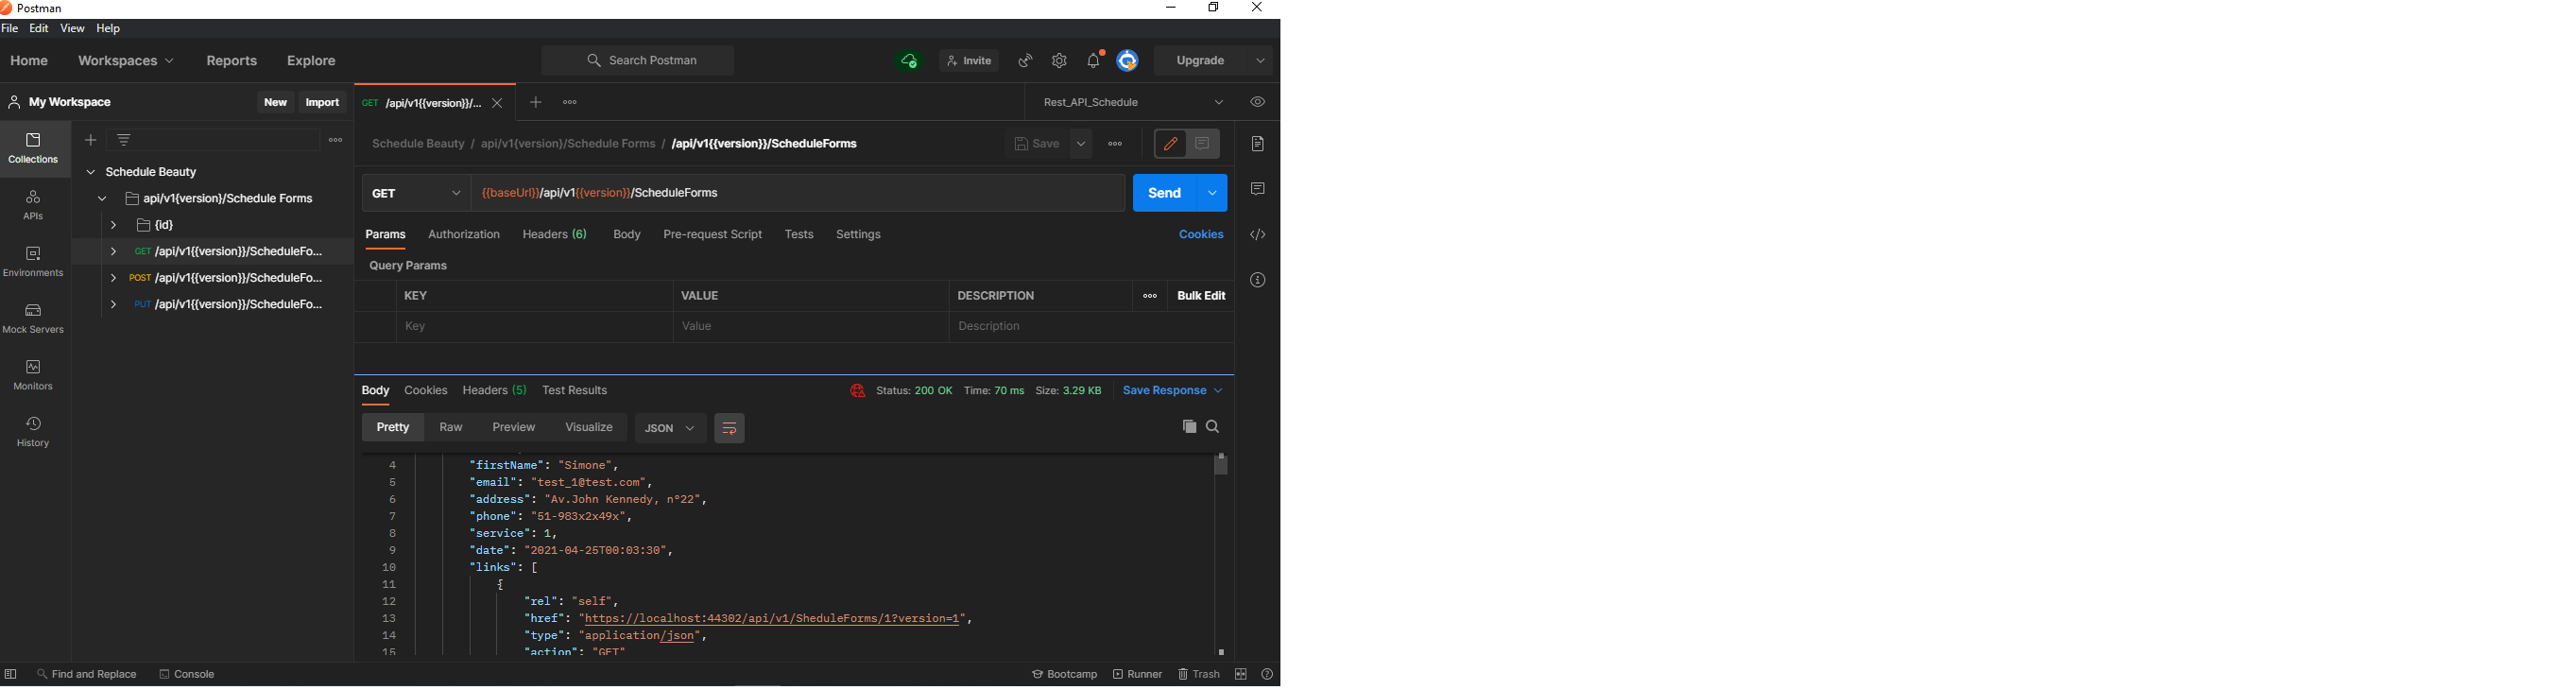 Postman
File Edit View Help
Home Workspaces Reports Explore Search Postman Invite Upgrade
My Workspace New Import GET /api/v1{{version}}/... Rest_API_Schedule
Schedule Beauty / api/v1{version}/Schedule Forms / /api/v1{{version}}/ScheduleForms Save
Collections
APIs
Environments
Mock Servers
Monitors
History
Schedule Beauty
api/v1{version}/Schedule Forms
{id}
GET /api/v1{{version}}/ScheduleFo...
POST /api/v1{{version}}/ScheduleFo...
PUT /api/v1{{version}}/ScheduleFo...
GET {{baseUrl}}/api/v1{{version}}/ScheduleForms Send
Params Authorization Headers (6) Body Pre-request Script Tests Settings Cookies
Query Params
KEY VALUE DESCRIPTION Bulk Edit
Key Value Description
Body Cookies Headers (5) Test Results Status: 200 OK Time: 70 ms Size: 3.29 KB Save Response
Pretty Raw Preview Visualize JSON
4 "firstName": "Simone",
5 "email": "test_1@test.com",
6 "address": "Av.John Kennedy, n°22",
7 "phone": "51-983x2x49x",
8 "service": 1,
9 "date": "2021-04-25T00:03:30",
10 "links": [
11 {
12 "rel": "self",
13 "href": "https://localhost:44302/api/v1/SheduleForms/1?version=1",
14 "type": "application/json",
15 "action": "GET"
Find and Replace Console Bootcamp Runner Trash